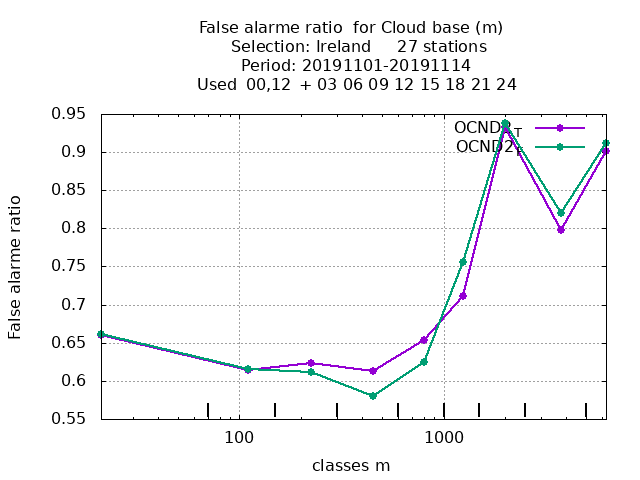 False alarme ratio for Cloud base (m)
Selection: Ireland 27 stations
Period: 20191101-20191114
Used 00,12 + 03 06 09 12 15 18 21 24
0.95
0.9
0.85
0.8
0.75
0.7
0.65
0.6
0.55
False alarme ratio
OCND2
OCND2
100 1000
classes m